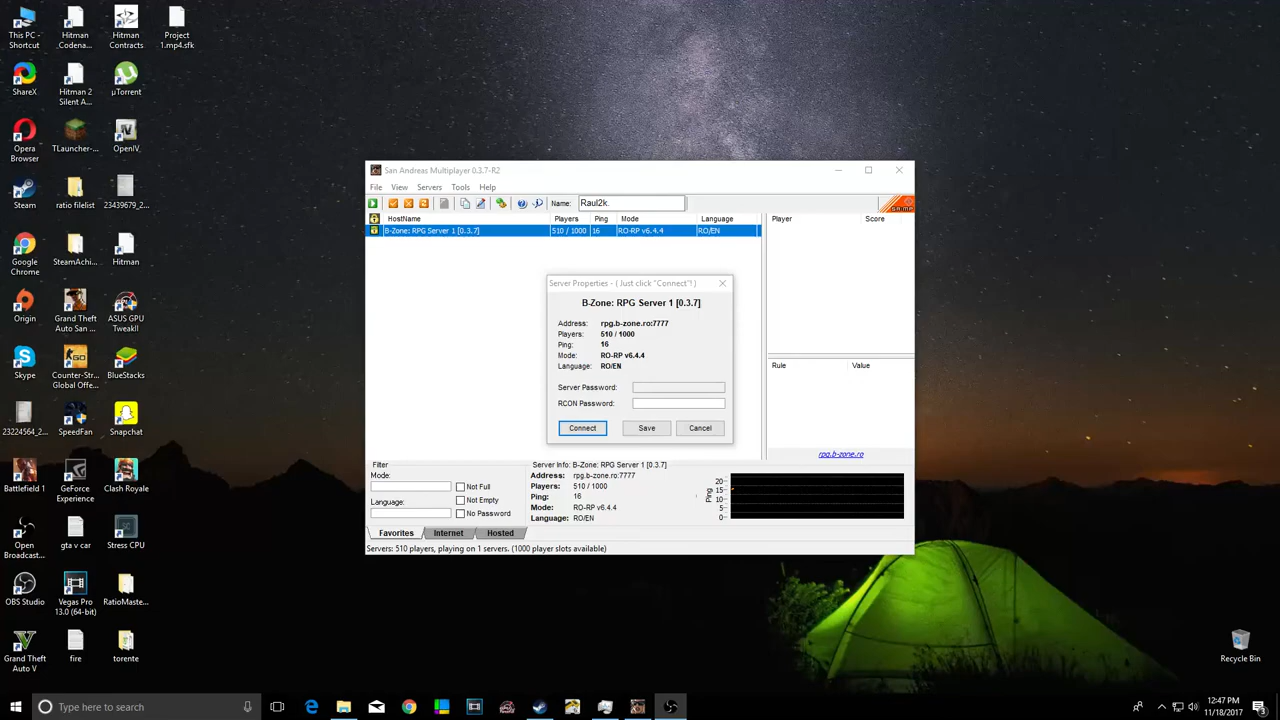 This PC - Shortcut
Hitman _Codena...
Hitman Contracts
Project 1.mp4.sfk
ShareX
Hitman 2 Silent A...
µTorrent
Opera Browser
TLauncher-...
OpenIV
Steam
ratio filelist
23439679_2...
Google Chrome
SteamAchi...
Hitman
Origin
Grand Theft Auto San ...
ASUS GPU TweakII
Skype
Counter-Str... Global Offe...
BlueStacks
23224564_2...
SpeedFan
Snapchat
Battlefield 1
GeForce Experience
Clash Royale
Open Broadcast...
gta v car
Stress CPU
OBS Studio
Vegas Pro 13.0 (64-bit)
RatioMaste...
Grand Theft Auto V
fire
torente
San Andreas Multiplayer 0.3.7-R2
File View Servers Tools Help
Name: Raul2k.
HostName Players Ping Mode Language
B-Zone: RPG Server 1 [0.3.7] 510 / 1000 16 RO-RP v6.4.4 RO/EN
Player Score
Rule Value
rpg.b-zone.ro
Server Properties - ( Just click "Connect"! )
B-Zone: RPG Server 1 [0.3.7]
Address: rpg.b-zone.ro:7777
Players: 510 / 1000
Ping: 16
Mode: RO-RP v6.4.4
Language: RO/EN
Server Password:
RCON Password:
Connect Save Cancel
Filter
Mode:
Language:
Not Full
Not Empty
No Password
Server Info: B-Zone: RPG Server 1 [0.3.7]
Address: rpg.b-zone.ro:7777
Players: 510 / 1000
Ping: 16
Mode: RO-RP v6.4.4
Language: RO/EN
Ping
20
15
10
5
0
Favorites Internet Hosted
Servers: 510 players, playing on 1 servers. (1000 player slots available)
Recycle Bin
Type here to search
12:47 PM
11/18/2017